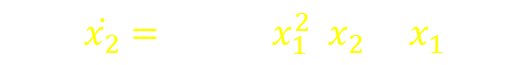 ẋ₂ = x₁² x₂ x₁